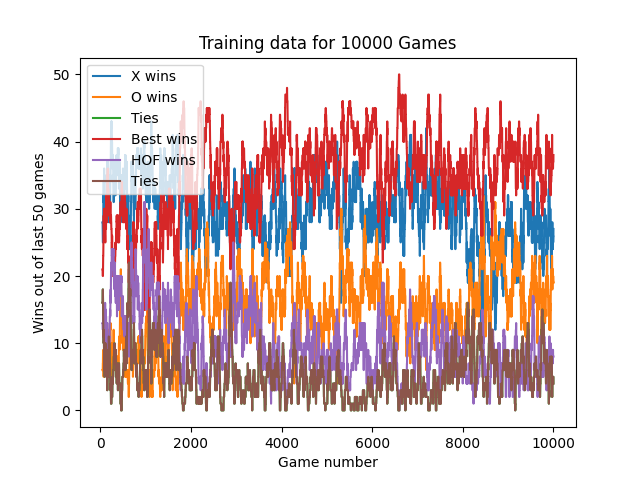 Training data for 10000 Games
Wins out of last 50 games
50
40
30
20
10
0
X wins
O wins
Ties
Best wins
HOF wins
Ties
0
2000
4000
6000
8000
10000
Game number